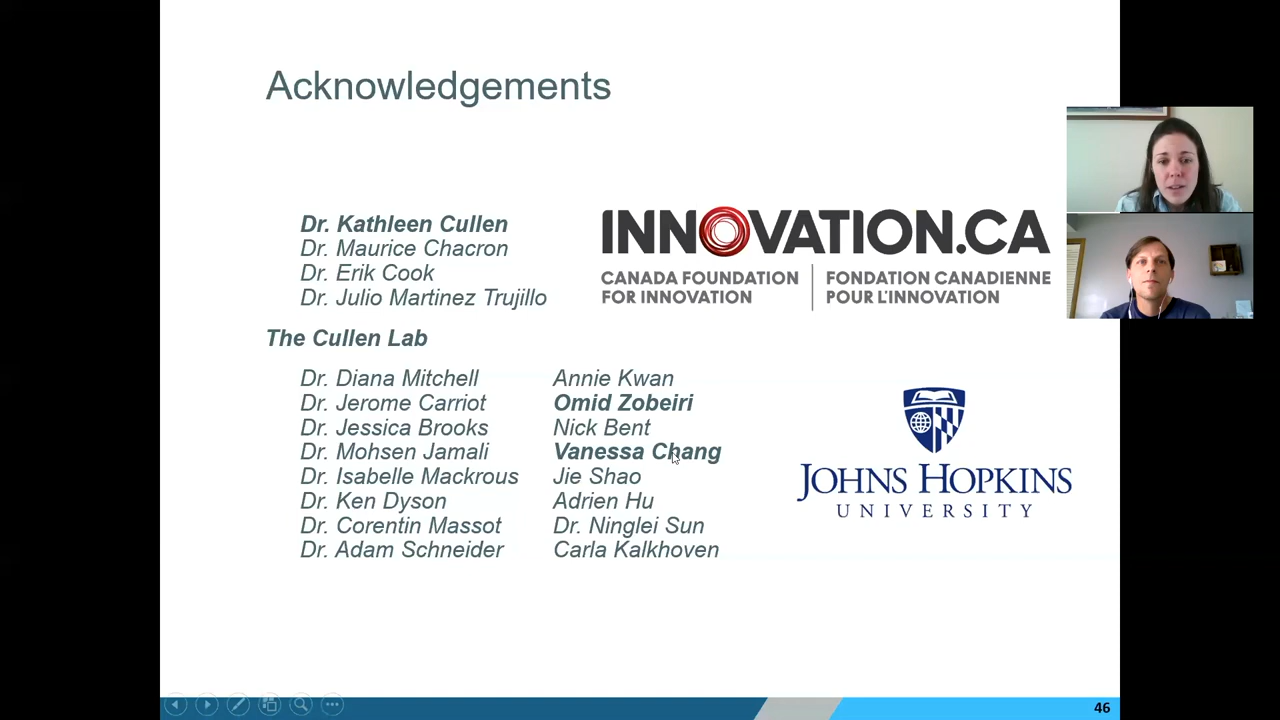 Acknowledgements
Dr. Kathleen Cullen
Dr. Maurice Chacron
Dr. Erik Cook
Dr. Julio Martinez Trujillo
INNOVATION.CA
CANADA FOUNDATION
FOR INNOVATION
FONDATION CANADIENNE
POUR L'INNOVATION
The Cullen Lab
Dr. Diana Mitchell
Dr. Jerome Carriot
Dr. Jessica Brooks
Dr. Mohsen Jamali
Dr. Isabelle Mackrous
Dr. Ken Dyson
Dr. Corentin Massot
Dr. Adam Schneider
Annie Kwan
Omid Zobeiri
Nick Bent
Vanessa Chang
Jie Shao
Adrien Hu
Dr. Ninglei Sun
Carla Kalkhoven
JOHNS HOPKINS
UNIVERSITY
46